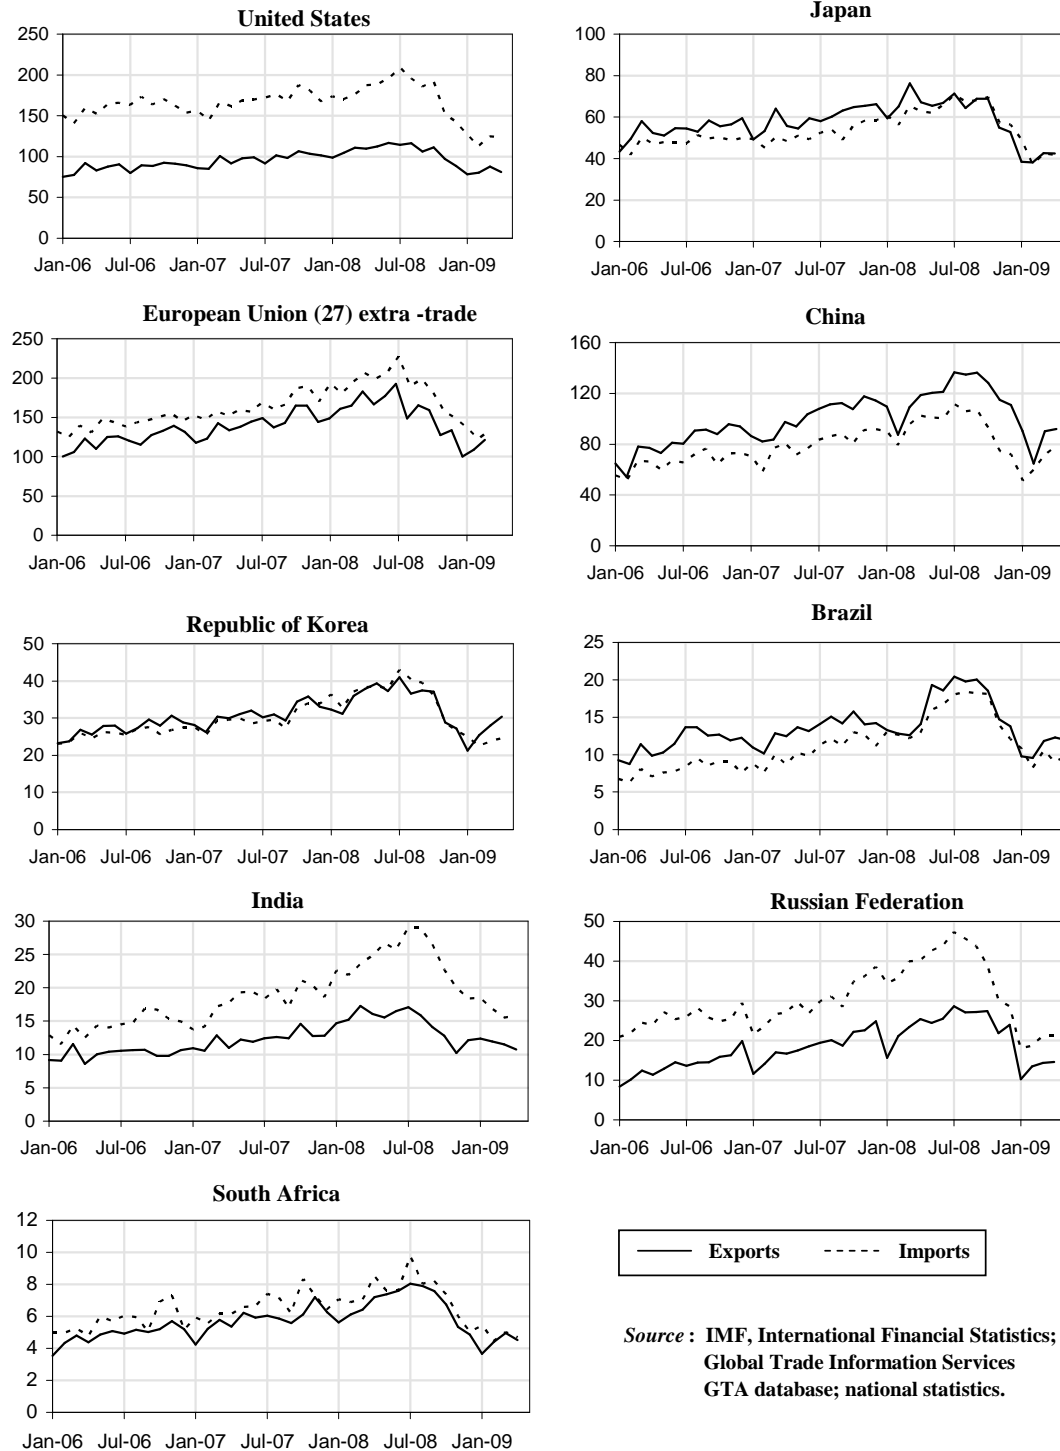 United States
250
200
150
100
50
0
Jan-06 Jul-06 Jan-07 Jul-07 Jan-08 Jul-08 Jan-09
Japan
100
80
60
40
20
0
Jan-06 Jul-06 Jan-07 Jul-07 Jan-08 Jul-08 Jan-09
European Union (27) extra -trade
250
200
150
100
50
0
Jan-06 Jul-06 Jan-07 Jul-07 Jan-08 Jul-08 Jan-09
China
160
120
80
40
0
Jan-06 Jul-06 Jan-07 Jul-07 Jan-08 Jul-08 Jan-09
Republic of Korea
50
40
30
20
10
0
Jan-06 Jul-06 Jan-07 Jul-07 Jan-08 Jul-08 Jan-09
Brazil
25
20
15
10
5
0
Jan-06 Jul-06 Jan-07 Jul-07 Jan-08 Jul-08 Jan-09
India
30
25
20
15
10
5
0
Jan-06 Jul-06 Jan-07 Jul-07 Jan-08 Jul-08 Jan-09
Russian Federation
50
40
30
20
10
0
Jan-06 Jul-06 Jan-07 Jul-07 Jan-08 Jul-08 Jan-09
South Africa
12
10
8
6
4
2
0
Jan-06 Jul-06 Jan-07 Jul-07 Jan-08 Jul-08 Jan-09
Exports Imports
Source : IMF, International Financial Statistics;
Global Trade Information Services
GTA database; national statistics.